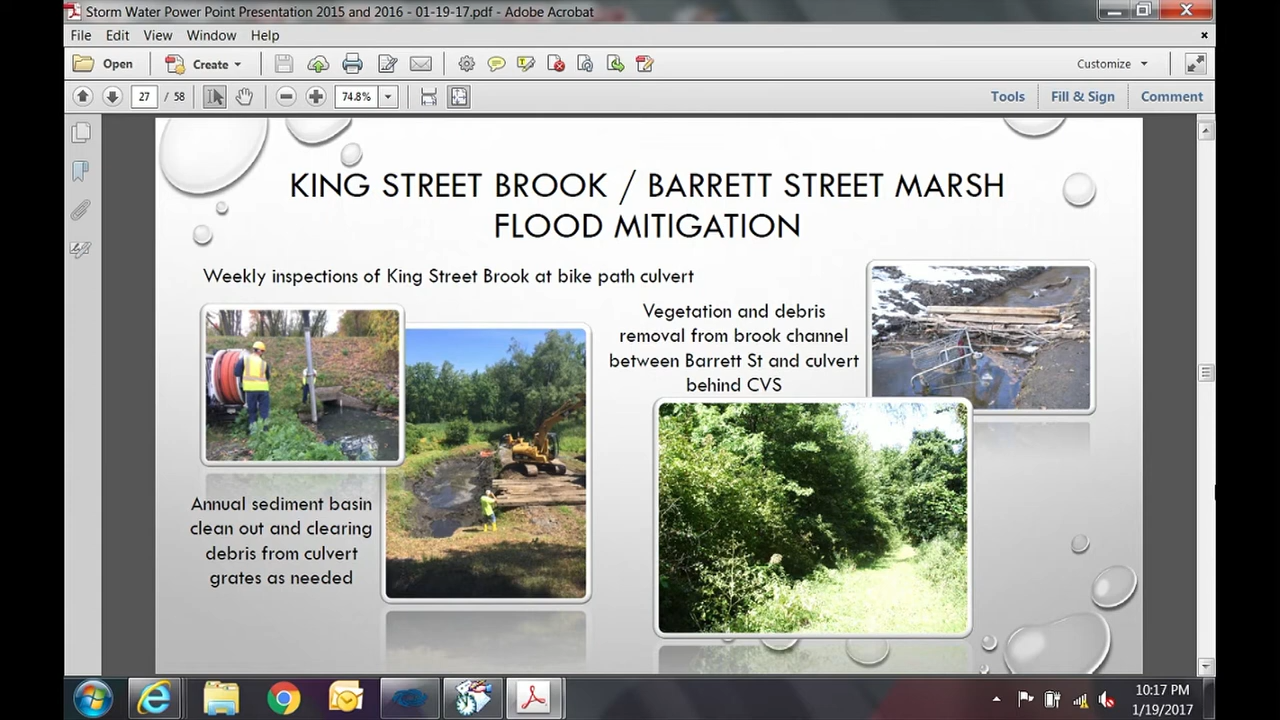 Storm Water Power Point Presentation 2015 and 2016 - 01-19-17.pdf - Adobe Acrobat
File Edit View Window Help
Open Create Customize
27 / 58 74.8% Tools Fill & Sign Comment
KING STREET BROOK / BARRETT STREET MARSH
FLOOD MITIGATION
Weekly inspections of King Street Brook at bike path culvert
Vegetation and debris
removal from brook channel
between Barrett St and culvert
behind CVS
Annual sediment basin
clean out and clearing
debris from culvert
grates as needed
10:17 PM
1/19/2017